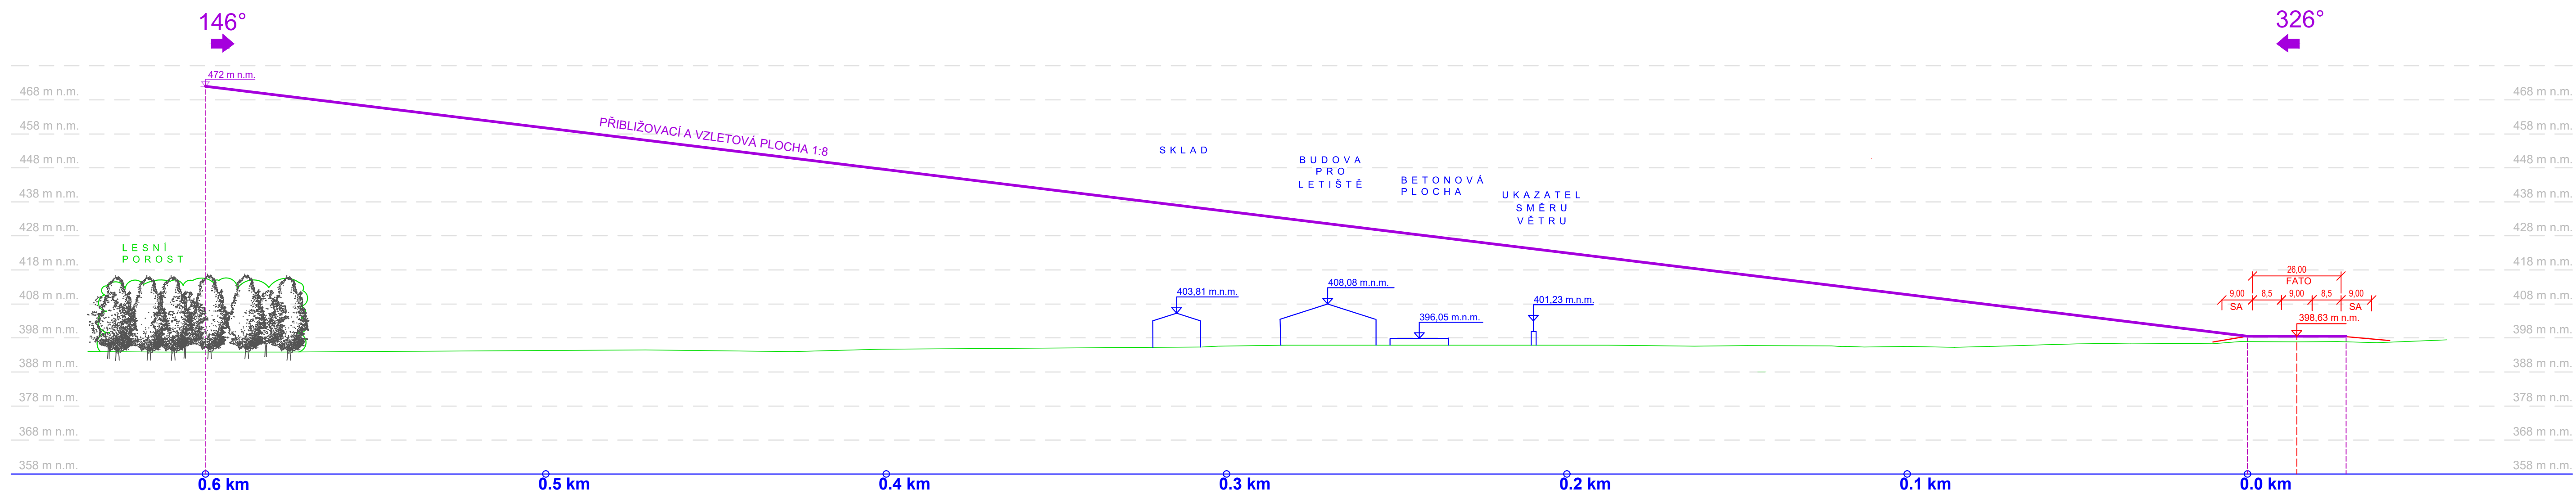 146°
326°
472 m n.m.
468 m n.m.
468 m n.m.
PŘIBLIŽOVACÍ A VZLETOVÁ PLOCHA 1:8
458 m n.m.
458 m n.m.
SKLAD
BUDOVA
PRO
LETIŠTĚ
448 m n.m.
448 m n.m.
BETONOVÁ
PLOCHA
UKAZATEL
SMĚRU
VĚTRU
438 m n.m.
438 m n.m.
428 m n.m.
428 m n.m.
LESNÍ
POROST
418 m n.m.
418 m n.m.
26,00
FATO
403,81 m.n.m.
408,08 m.n.m.
396,05 m.n.m.
401,23 m.n.m.
9,00 8,5 9,00 8,5 9,00
SA SA
408 m n.m.
408 m n.m.
398,63 m n.m.
398 m n.m.
398 m n.m.
388 m n.m.
388 m n.m.
378 m n.m.
378 m n.m.
368 m n.m.
368 m n.m.
358 m n.m.
358 m n.m.
0.6 km 0.5 km 0.4 km 0.3 km 0.2 km 0.1 km 0.0 km